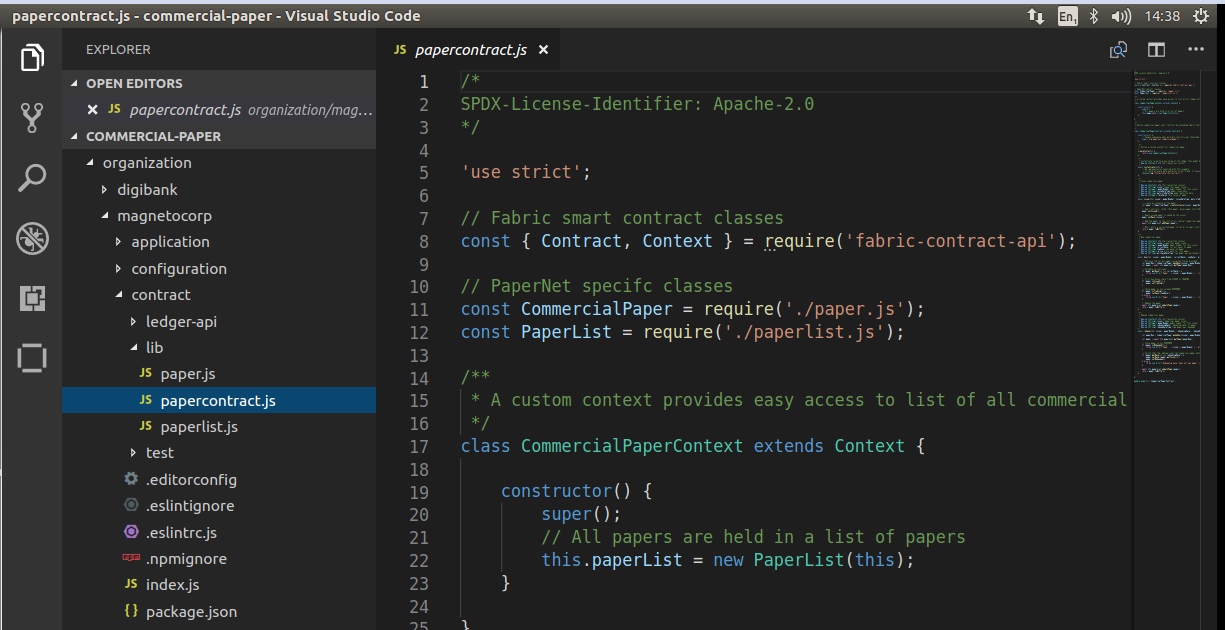 papercontract.js - commercial-paper - Visual Studio Code
En1
14:38
EXPLORER
OPEN EDITORS
JS papercontract.js organization/mag...
COMMERCIAL-PAPER
organization
digibank
magnetocorp
application
configuration
contract
ledger-api
lib
JS paper.js
JS papercontract.js
JS paperlist.js
test
.editorconfig
.eslintignore
.eslintrc.js
.npmignore
JS index.js
{} package.json
JS papercontract.js
1 /*
2 SPDX-License-Identifier: Apache-2.0
3 */
4
5 'use strict';
6
7 // Fabric smart contract classes
8 const { Contract, Context } = require('fabric-contract-api');
9
10 // PaperNet specifc classes
11 const CommercialPaper = require('./paper.js');
12 const PaperList = require('./paperlist.js');
13
14 /**
15 * A custom context provides easy access to list of all commercial
16 */
17 class CommercialPaperContext extends Context {
18
19 constructor() {
20 super();
21 // All papers are held in a list of papers
22 this.paperList = new PaperList(this);
23 }
24
25 }